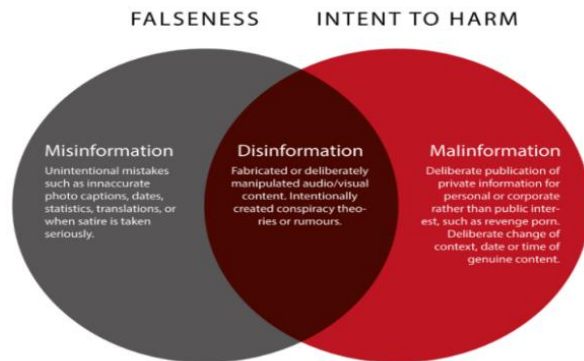 FALSENESS
INTENT TO HARM
Misinformation
Unintentional mistakes
such as innaccurate
photo captions, dates,
statistics, translations, or
when satire is taken
seriously.
Disinformation
Fabricated or deliberately
manipulated audio/visual
content. Intentionally
created conspiracy theo-
ries or rumours.
Malinformation
Deliberate publication of
private information for
personal or corporate
rather than public inter-
est, such as revenge porn.
Deliberate change of
context, date or time of
genuine content.